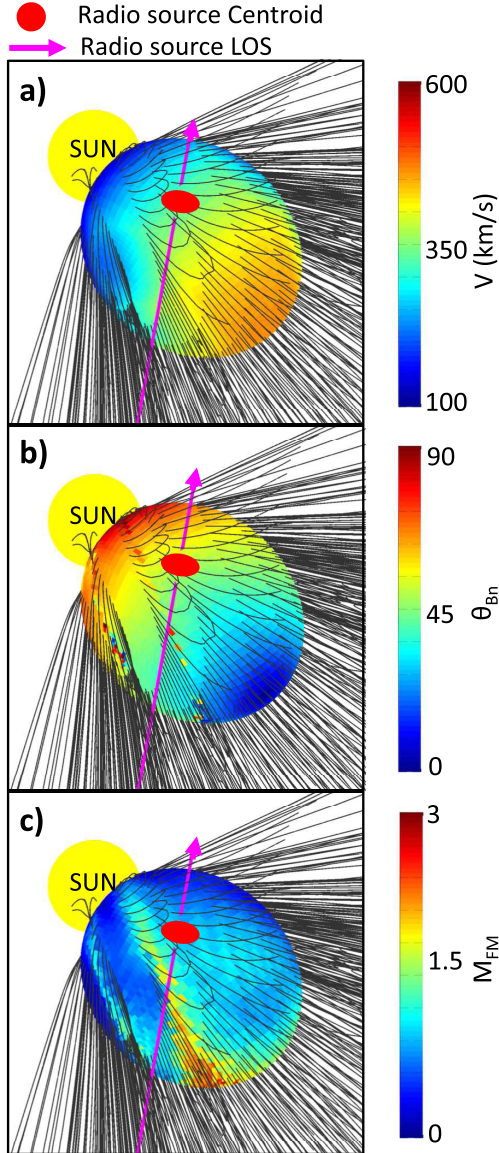 Radio source Centroid
Radio source LOS
a)
SUN
600
350
100
V (km/s)
b)
SUN
90
45
0
θBn
c)
SUN
3
1.5
0
MFM